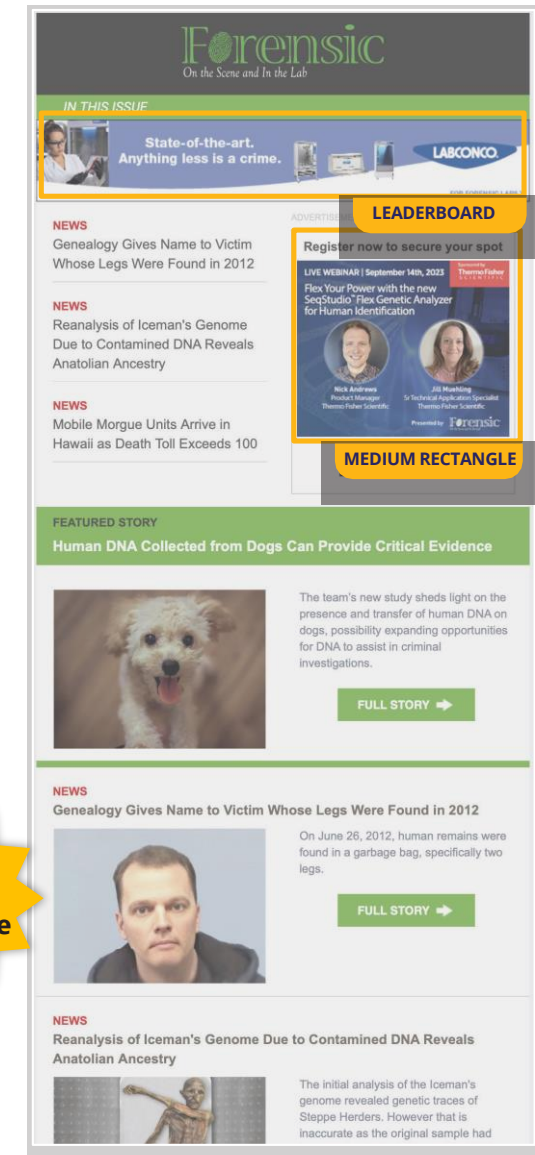 Forensic
On the Scene and In the Lab
IN THIS ISSUE
State-of-the-art.
Anything less is a crime.
LABCONCO.
FOR FORENSIC LABS
LEADERBOARD
NEWS
Genealogy Gives Name to Victim
Whose Legs Were Found in 2012
NEWS
Reanalysis of Iceman's Genome
Due to Contaminated DNA Reveals
Anatolian Ancestry
NEWS
Mobile Morgue Units Arrive in
Hawaii as Death Toll Exceeds 100
Register now to secure your spot
LIVE WEBINAR | September 14th, 2023
Sponsored by
ThermoFisher
SCIENTIFIC
Flex Your Power with the new
SeqStudio™ Flex Genetic Analyzer
for Human Identification
Nick Andrews
Product Manager
Thermo Fisher Scientific
Jill Muehling
Sr Technical Application Specialist
Thermo Fisher Scientific
Presented by Forensic
MEDIUM RECTANGLE
FEATURED STORY
Human DNA Collected from Dogs Can Provide Critical Evidence
The team's new study sheds light on the
presence and transfer of human DNA on
dogs, possibility expanding opportunities
for DNA to assist in criminal
investigations.
FULL STORY
NEWS
Genealogy Gives Name to Victim Whose Legs Were Found in 2012
On June 26, 2012, human remains were
found in a garbage bag, specifically two
legs.
FULL STORY
e
NEWS
Reanalysis of Iceman's Genome Due to Contaminated DNA Reveals
Anatolian Ancestry
The initial analysis of the Iceman's
genome revealed genetic traces of
Steppe Herders. However that is
inaccurate as the original sample had